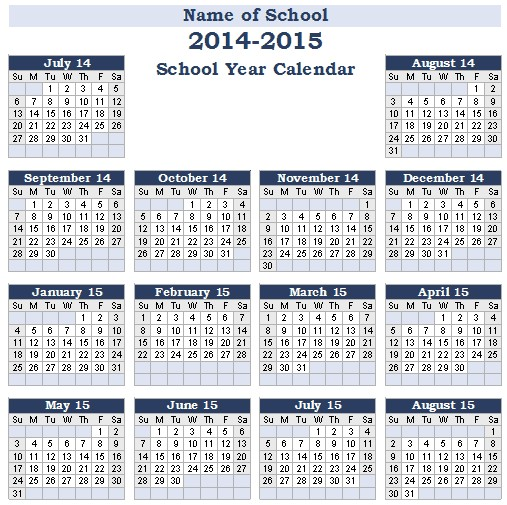 Name of School
2014-2015
School Year Calendar
July 14
Su M Tu W Th F Sa
1 2 3 4 5
6 7 8 9 10 11 12
13 14 15 16 17 18 19
20 21 22 23 24 25 26
27 28 29 30 31
August 14
Su M Tu W Th F Sa
1 2
3 4 5 6 7 8 9
10 11 12 13 14 15 16
17 18 19 20 21 22 23
24 25 26 27 28 29 30
31
September 14
Su M Tu W Th F Sa
1 2 3 4 5 6
7 8 9 10 11 12 13
14 15 16 17 18 19 20
21 22 23 24 25 26 27
28 29 30
October 14
Su M Tu W Th F Sa
1 2 3 4
5 6 7 8 9 10 11
12 13 14 15 16 17 18
19 20 21 22 23 24 25
26 27 28 29 30 31
November 14
Su M Tu W Th F Sa
1
2 3 4 5 6 7 8
9 10 11 12 13 14 15
16 17 18 19 20 21 22
23 24 25 26 27 28 29
30
December 14
Su M Tu W Th F Sa
1 2 3 4 5 6
7 8 9 10 11 12 13
14 15 16 17 18 19 20
21 22 23 24 25 26 27
28 29 30 31
January 15
Su M Tu W Th F Sa
1 2 3
4 5 6 7 8 9 10
11 12 13 14 15 16 17
18 19 20 21 22 23 24
25 26 27 28 29 30 31
February 15
Su M Tu W Th F Sa
1 2 3 4 5 6 7
8 9 10 11 12 13 14
15 16 17 18 19 20 21
22 23 24 25 26 27 28
March 15
Su M Tu W Th F Sa
1 2 3 4 5 6 7
8 9 10 11 12 13 14
15 16 17 18 19 20 21
22 23 24 25 26 27 28
29 30 31
April 15
Su M Tu W Th F Sa
1 2 3 4
5 6 7 8 9 10 11
12 13 14 15 16 17 18
19 20 21 22 23 24 25
26 27 28 29 30
May 15
Su M Tu W Th F Sa
1 2
3 4 5 6 7 8 9
10 11 12 13 14 15 16
17 18 19 20 21 22 23
24 25 26 27 28 29 30
31
June 15
Su M Tu W Th F Sa
1 2 3 4 5 6
7 8 9 10 11 12 13
14 15 16 17 18 19 20
21 22 23 24 25 26 27
28 29 30
July 15
Su M Tu W Th F Sa
1 2 3 4
5 6 7 8 9 10 11
12 13 14 15 16 17 18
19 20 21 22 23 24 25
26 27 28 29 30 31
August 15
Su M Tu W Th F Sa
1
2 3 4 5 6 7 8
9 10 11 12 13 14 15
16 17 18 19 20 21 22
23 24 25 26 27 28 29
30 31